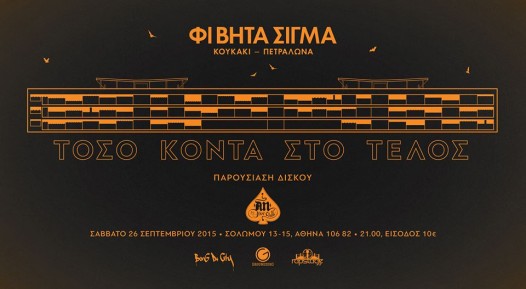 ΦΙ ΒΗΤΑ ΣΙΓΜΑ
ΚΟΥΚΑΚΙ – ΠΕΤΡΑΛΩΝΑ
ΤΟΣΟ ΚΟΝΤΑ ΣΤΟ ΤΕΛΟΣ
ΠΑΡΟΥΣΙΑΣΗ ΔΙΣΚΟΥ
AN
ΣΑΒΒΑΤΟ 26 ΣΕΠΤΕΜΒΡΙΟΥ 2015 • ΣΟΛΩΜΟΥ 13-15, ΑΘΗΝΑ 106 82 • 21.00, ΕΙΣΟΔΟΣ 10€